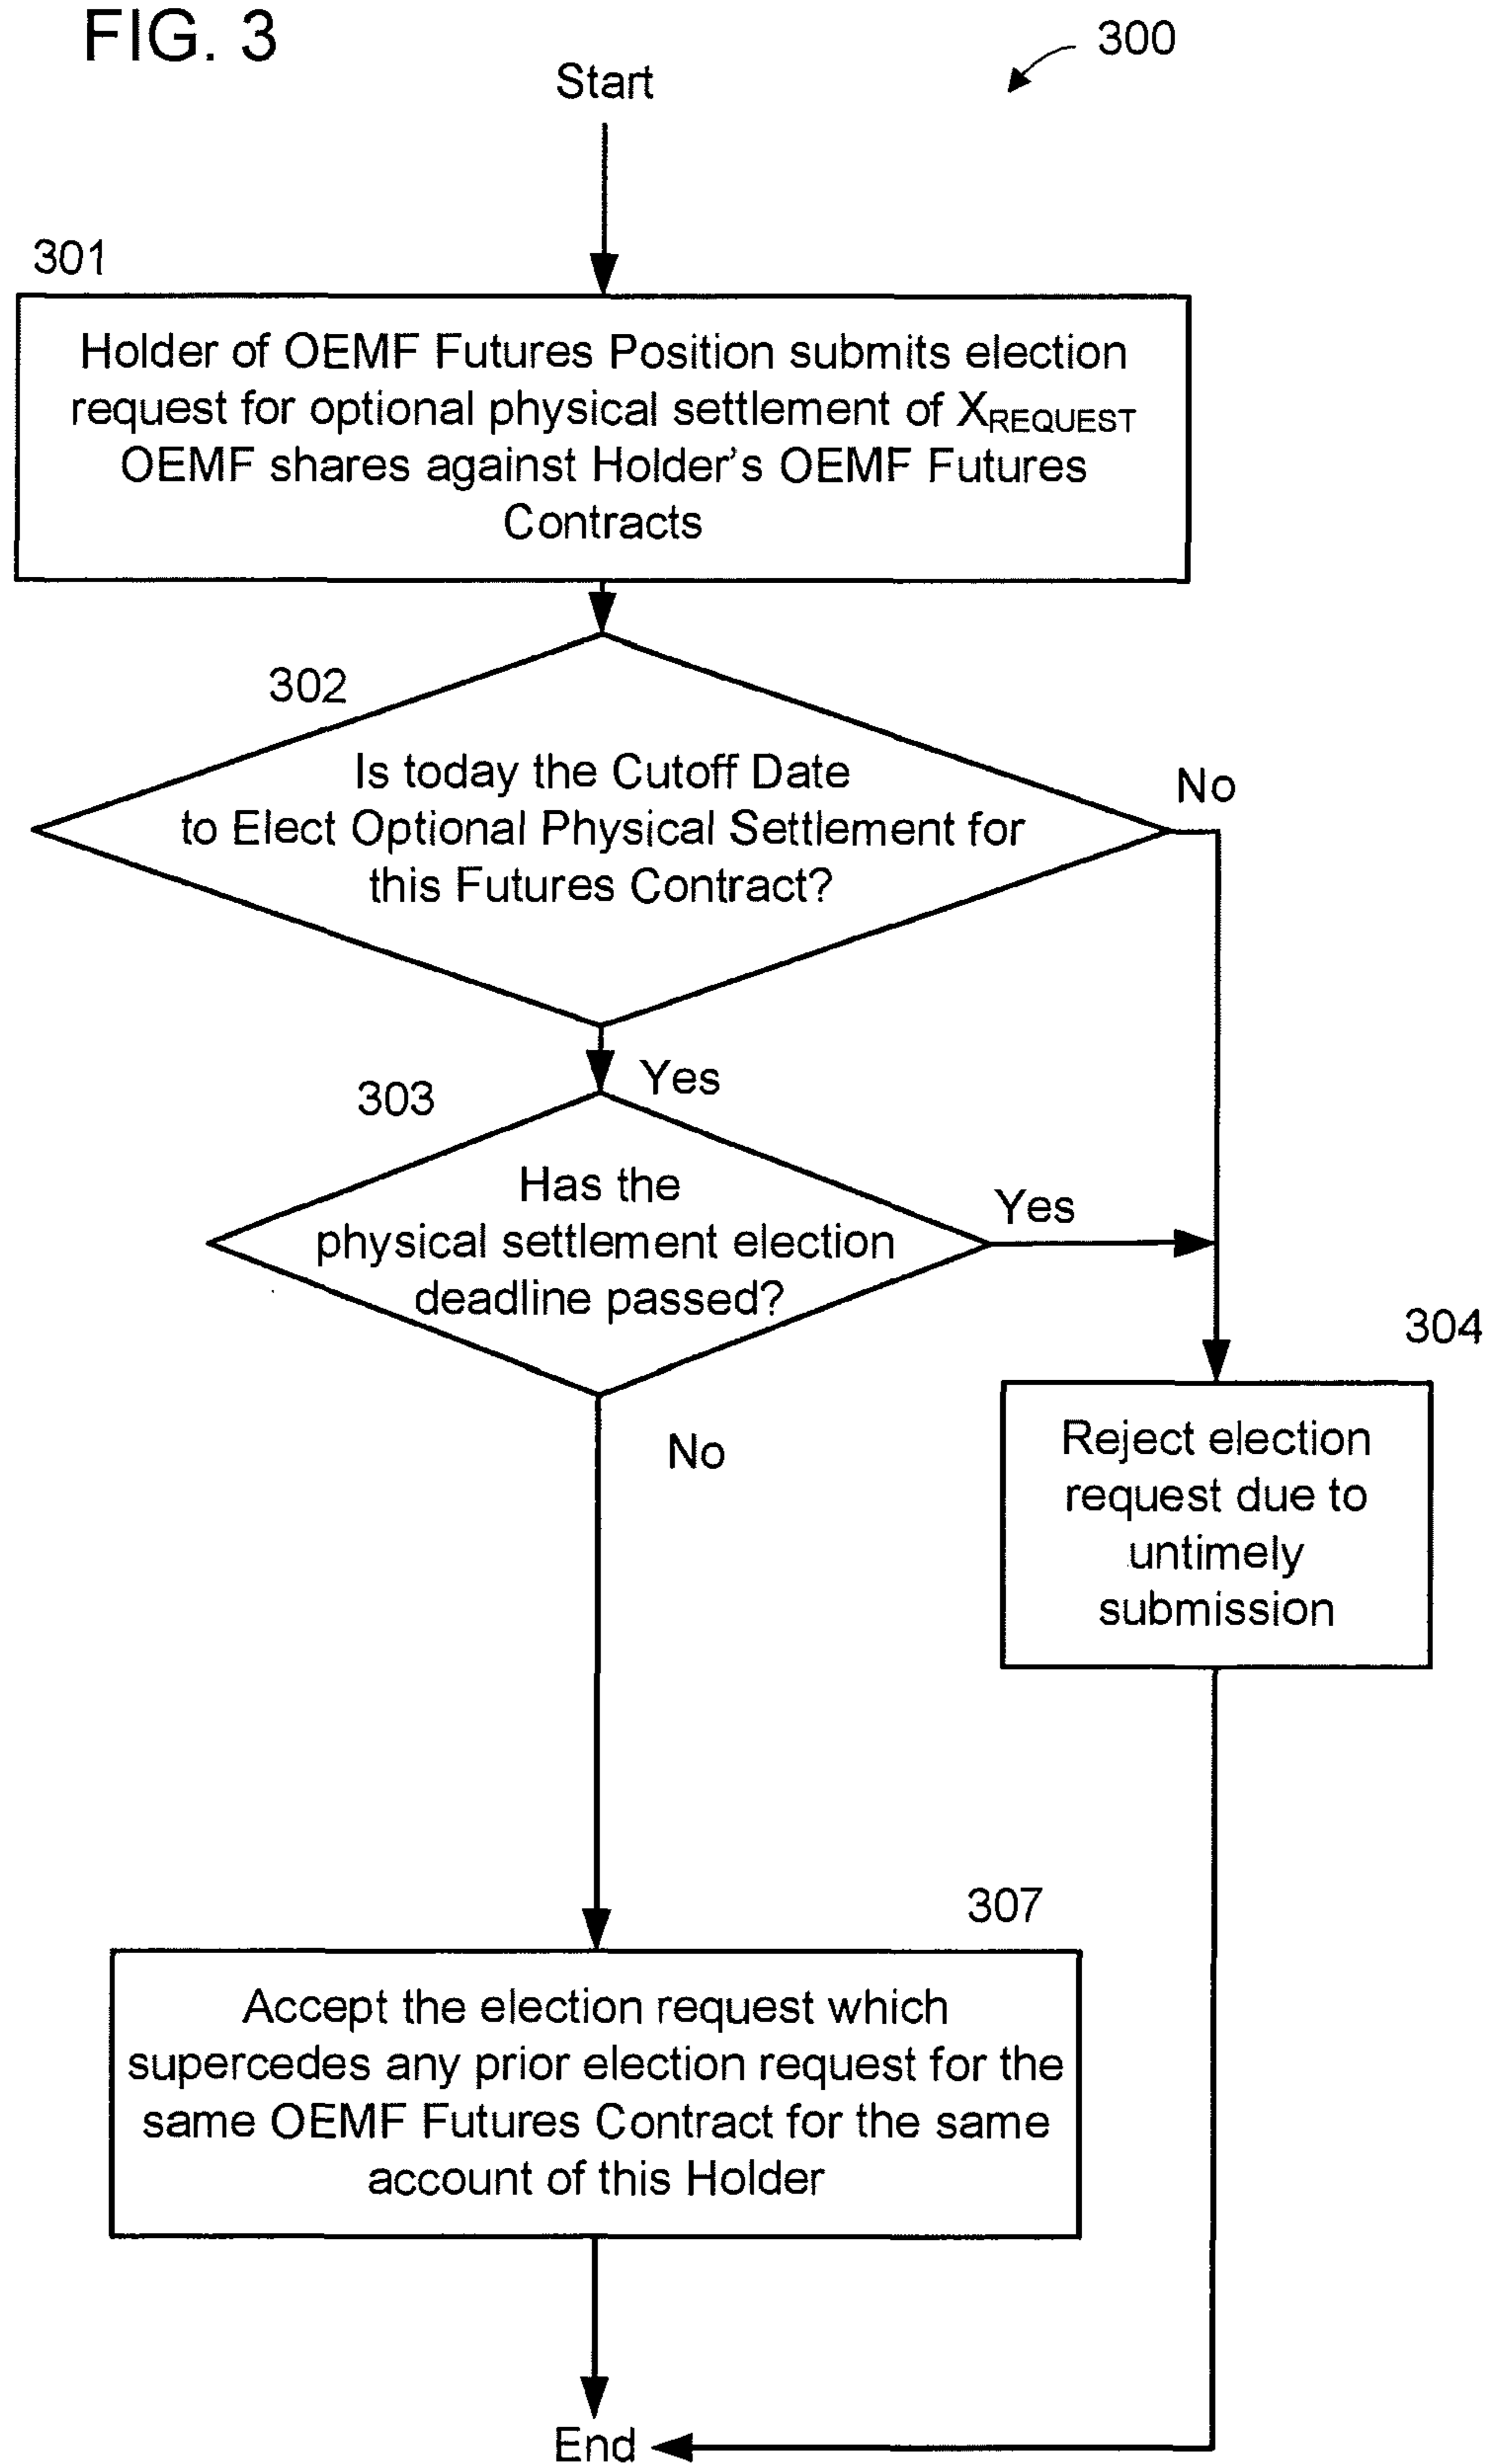 FIG. 3
300
Start
301
Holder of OEMF Futures Position submits election
request for optional physical settlement of XREQUEST
OEMF shares against Holder's OEMF Futures
Contracts
302
Is today the Cutoff Date
to Elect Optional Physical Settlement for
this Futures Contract?
No
Yes
303
Has the
physical settlement election
deadline passed?
Yes
No
304
Reject election
request due to
untimely
submission
307
Accept the election request which
supercedes any prior election request for the
same OEMF Futures Contract for the same
account of this Holder
End